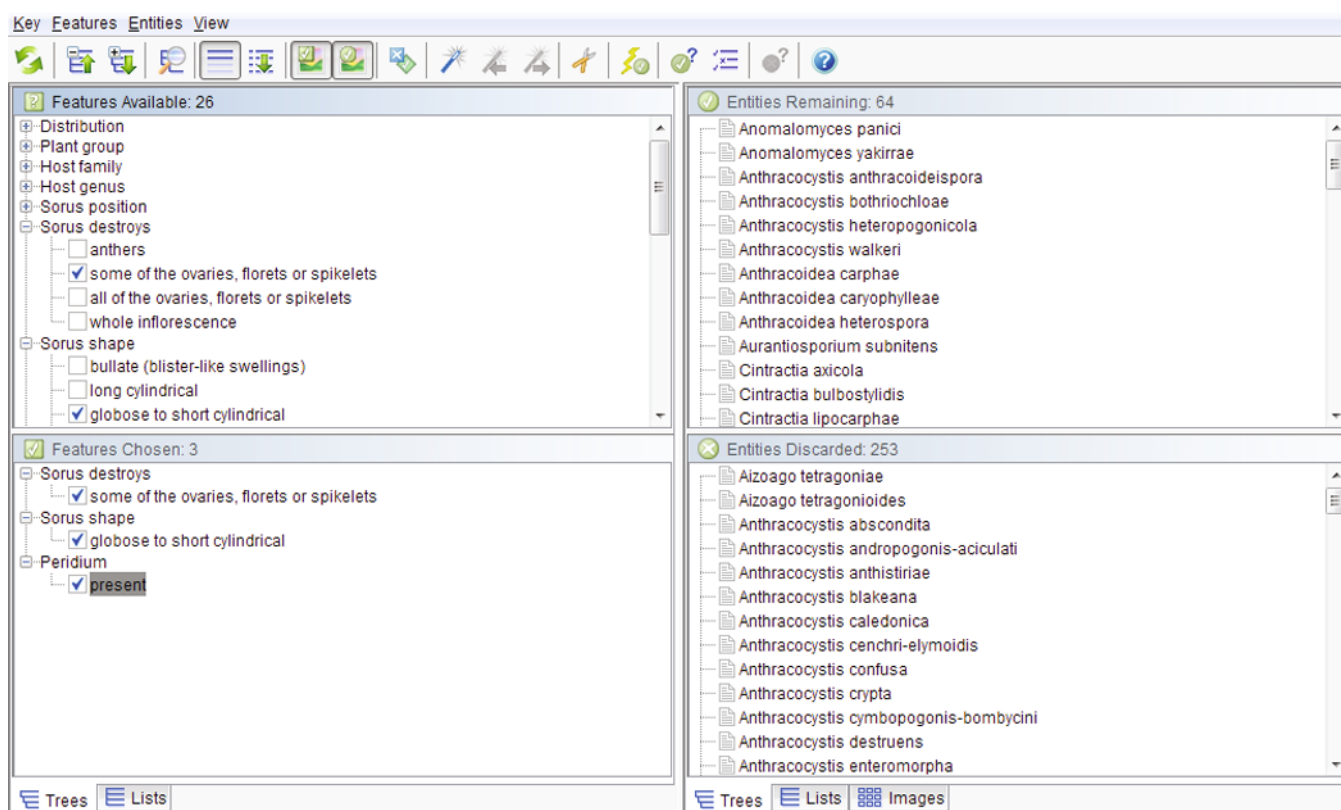 Key Features Entities View
Features Available: 26
Distribution
Plant group
Host family
Host genus
Sorus position
Sorus destroys
anthers
some of the ovaries, florets or spikelets
all of the ovaries, florets or spikelets
whole inflorescence
Sorus shape
bullate (blister-like swellings)
long cylindrical
globose to short cylindrical
Features Chosen: 3
Sorus destroys
some of the ovaries, florets or spikelets
Sorus shape
globose to short cylindrical
Peridium
present
Trees Lists
Entities Remaining: 64
Anomalomyces panici
Anomalomyces yakirrae
Anthracocystis anthracoideispora
Anthracocystis bothriochloae
Anthracocystis heteropogonicola
Anthracocystis walkeri
Anthracoidea carphae
Anthracoidea caryophylleae
Anthracoidea heterospora
Aurantiosporium subnitens
Cintractia axicola
Cintractia bulbostylidis
Cintractia lipocarphae
Entities Discarded: 253
Aizoago tetragoniae
Aizoago tetragonioides
Anthracocystis abscondita
Anthracocystis andropogonis-aciculati
Anthracocystis anthistiriae
Anthracocystis blakeana
Anthracocystis caledonica
Anthracocystis cenchri-elymoidis
Anthracocystis confusa
Anthracocystis crypta
Anthracocystis cymbopogonis-bombycini
Anthracocystis destruens
Anthracocystis enteromorpha
Trees Lists Images